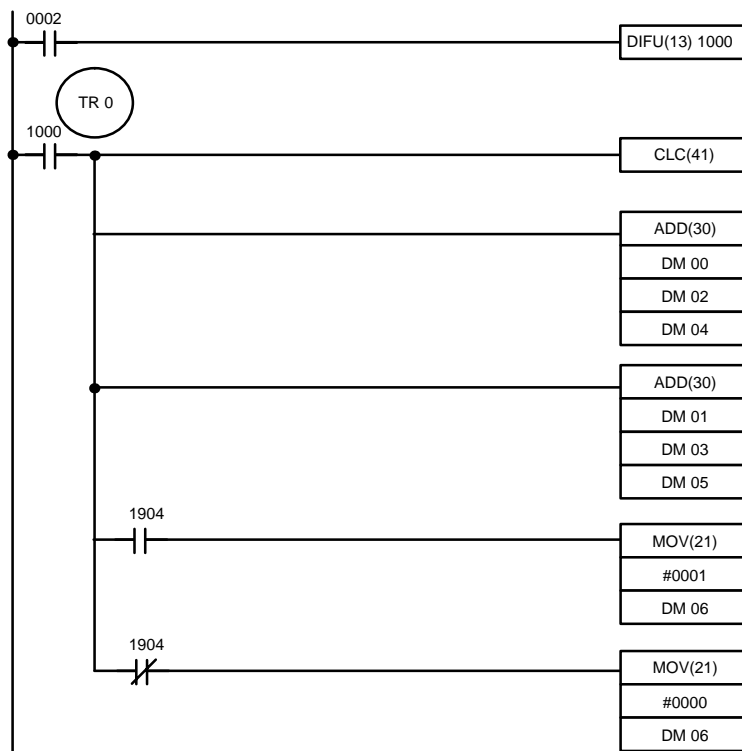 0002
DIFU(13) 1000
TR 0
1000
CLC(41)
ADD(30)
DM 00
DM 02
DM 04
ADD(30)
DM 01
DM 03
DM 05
1904
MOV(21)
#0001
DM 06
1904
MOV(21)
#0000
DM 06